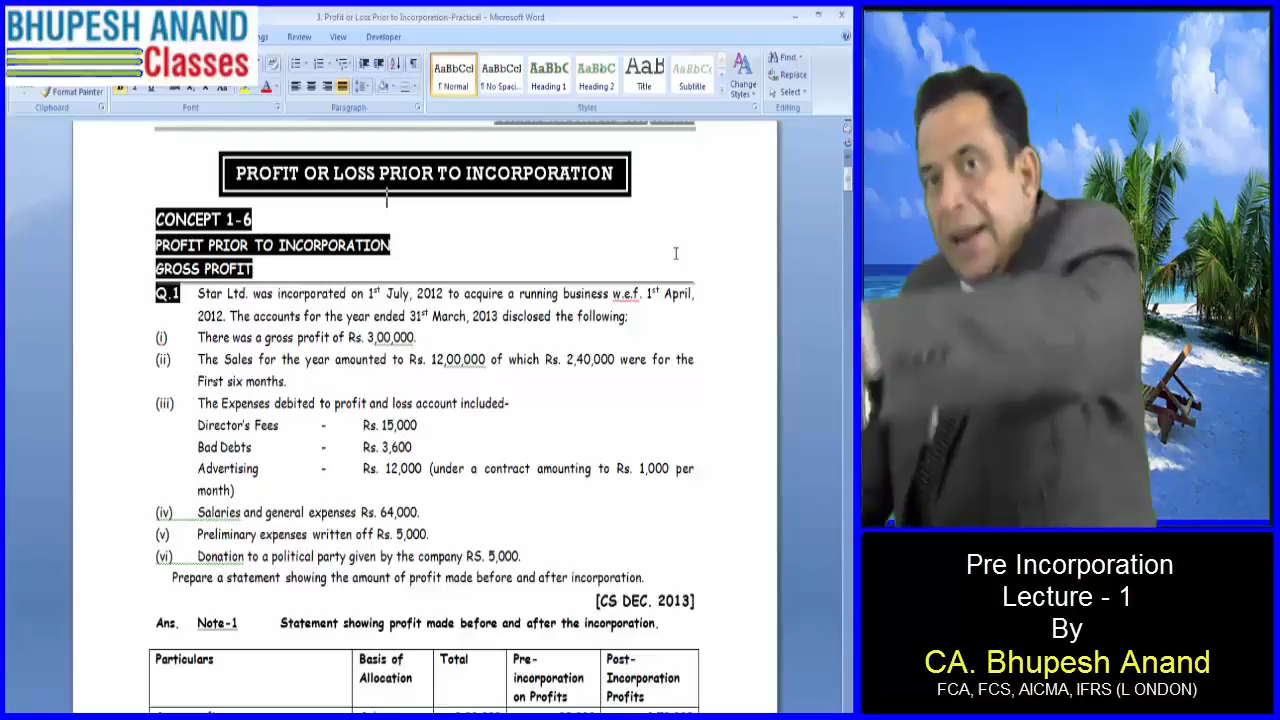 BHUPESH ANAND
Classes
3. Profit or Loss Prior to Incorporation-Practical - Microsoft Word
Review View Developer
Format Painter
Clipboard
Font
Paragraph
AaBbCcI AaBbCcI AaBbC AaBbC AaB AaBbCcI
¶ Normal ¶ No Spaci... Heading 1 Heading 2 Title Subtitle
Styles
Change
Styles
Find
Replace
Select
Editing
PROFIT OR LOSS PRIOR TO INCORPORATION
CONCEPT 1-6
PROFIT PRIOR TO INCORPORATION
GROSS PROFIT
Q.1 Star Ltd. was incorporated on 1st July, 2012 to acquire a running business w.e.f. 1st April,
2012. The accounts for the year ended 31st March, 2013 disclosed the following;
(i) There was a gross profit of Rs. 3,00,000.
(ii) The Sales for the year amounted to Rs. 12,00,000 of which Rs. 2,40,000 were for the
First six months.
(iii) The Expenses debited to profit and loss account included-
Director's Fees - Rs. 15,000
Bad Debts - Rs. 3,600
Advertising - Rs. 12,000 (under a contract amounting to Rs. 1,000 per
month)
(iv) Salaries and general expenses Rs. 64,000.
(v) Preliminary expenses written off Rs. 5,000.
(vi) Donation to a political party given by the company RS. 5,000.
Prepare a statement showing the amount of profit made before and after incorporation.
[CS DEC. 2013]
Ans. Note-1 Statement showing profit made before and after the incorporation.
Particulars Basis of Total Pre- Post-
Allocation incorporation Incorporation
on Profits Profits
Pre Incorporation
Lecture - 1
By
CA. Bhupesh Anand
FCA, FCS, AICMA, IFRS (L ONDON)